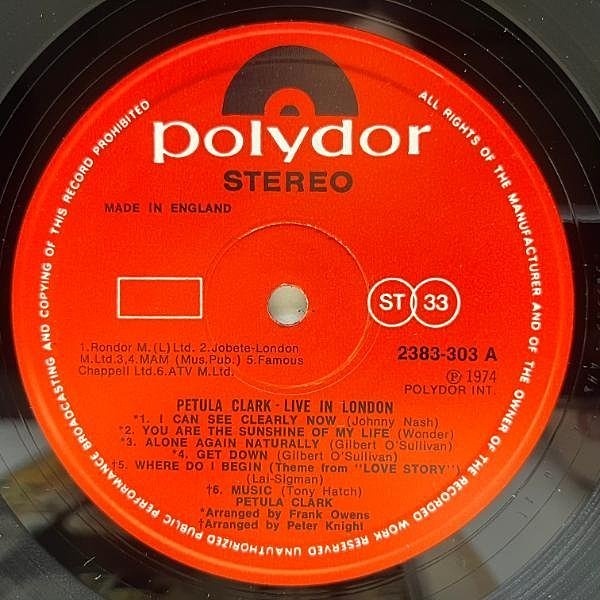 polydor
STEREO
MADE IN ENGLAND
ST 33
1.Rondor M.(L)Ltd. 2.Jobete-London
M.Ltd.3,4.MAM (Mus.Pub.) 5.Famous
Chappell Ltd.6.ATV M.Ltd.
2383-303 A
Ⓟ 1974
POLYDOR INT.
PETULA CLARK - LIVE IN LONDON
*1. I CAN SEE CLEARLY NOW (Johnny Nash)
*2. YOU ARE THE SUNSHINE OF MY LIFE (Wonder)
*3. ALONE AGAIN NATURALLY (Gilbert O'Sullivan)
*4. GET DOWN (Gilbert O'Sullivan)
†5. WHERE DO I BEGIN (Theme from "LOVE STORY")
(Lai-Sigman)
†6. MUSIC (Tony Hatch)
PETULA CLARK
*Arranged by Frank Owens
†Arranged by Peter Knight
ALL RIGHTS OF THE MANUFACTURER AND OF THE OWNER OF THE RECORDED WORK RESERVED UNAUTHORIZED PUBLIC PERFORMANCE BROADCASTING AND COPYING OF THIS RECORD PROHIBITED